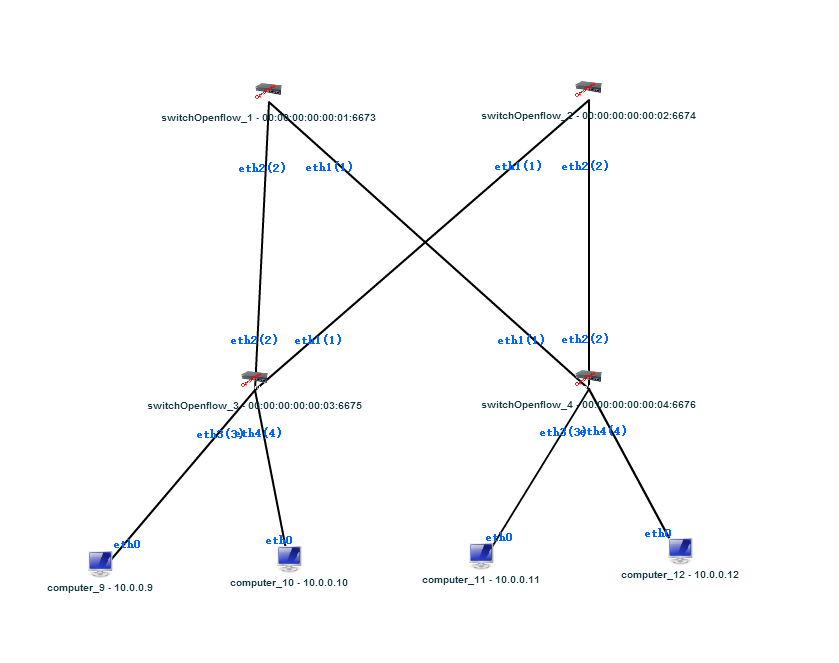 switchOpenflow_1 - 00:00:00:00:00:01:6673
switchOpenflow_2 - 00:00:00:00:00:02:6674
eth2(2)
eth1(1)
eth1(1)
eth2(2)
eth2(2)
eth1(1)
eth1(1)
eth2(2)
switchOpenflow_3 - 00:00:00:00:00:03:6675
switchOpenflow_4 - 00:00:00:00:00:04:6676
eth3(3)
eth4(4)
eth3(3)
eth4(4)
eth0
eth0
eth0
eth0
computer_9 - 10.0.0.9
computer_10 - 10.0.0.10
computer_11 - 10.0.0.11
computer_12 - 10.0.0.12